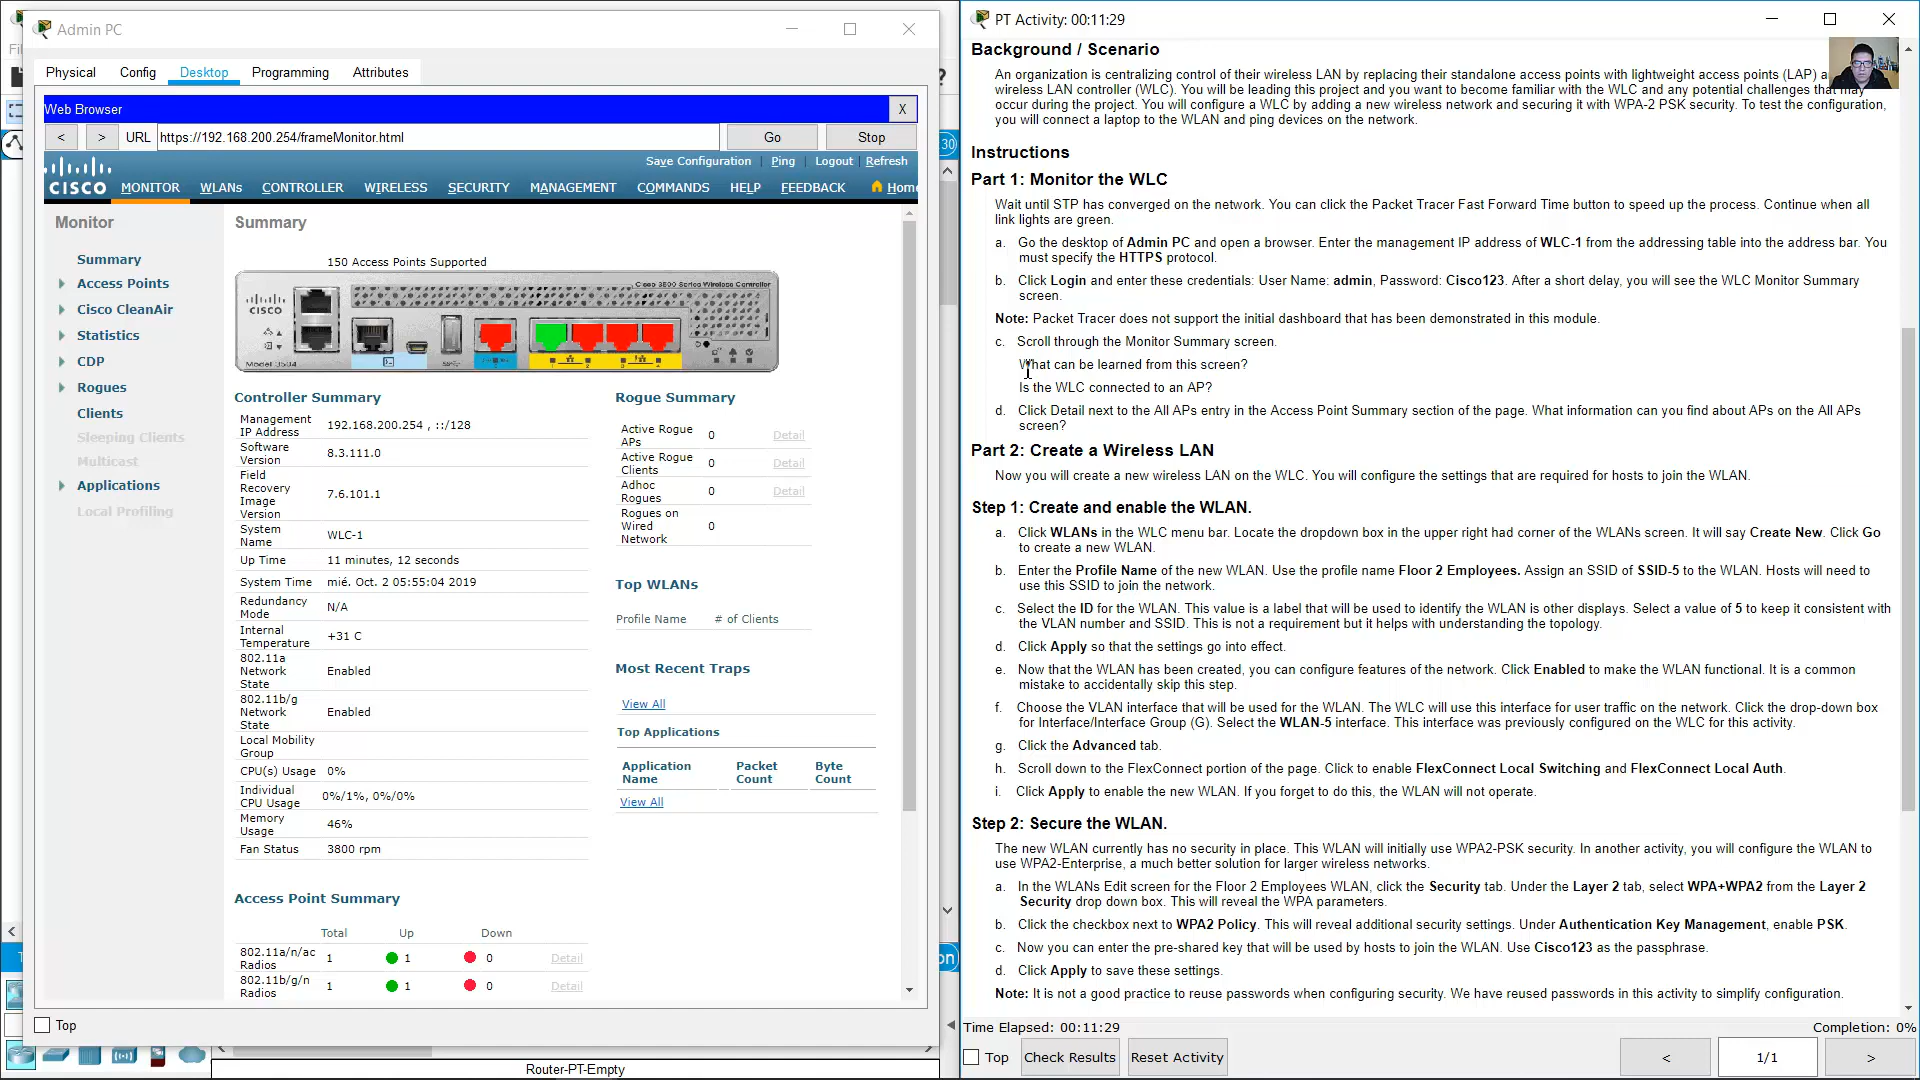 Admin PC
Physical
Config
Desktop
Programming
Attributes
Web Browser
X
<
>
URL
https://192.168.200.254/frameMonitor.html
Go
Stop
Save Configuration | Ping | Logout | Refresh
CISCO
MONITOR
WLANs
CONTROLLER
WIRELESS
SECURITY
MANAGEMENT
COMMANDS
HELP
FEEDBACK
Home
Monitor
Summary
Access Points
Cisco CleanAir
Statistics
CDP
Rogues
Clients
Sleeping Clients
Multicast
Applications
Local Profiling
Summary
150 Access Points Supported
Cisco 3500 Series Wireless Controller
CISCO
Model 3504
Controller Summary
Management IP Address 192.168.200.254 , ::/128
Software Version 8.3.111.0
Field Recovery Image Version 7.6.101.1
System Name WLC-1
Up Time 11 minutes, 12 seconds
System Time mié. Oct. 2 05:55:04 2019
Redundancy Mode N/A
Internal Temperature +31 C
802.11a Network State Enabled
802.11b/g Network State Enabled
Local Mobility Group
CPU(s) Usage 0%
Individual CPU Usage 0%/1%, 0%/0%
Memory Usage 46%
Fan Status 3800 rpm
Rogue Summary
Active Rogue APs 0 Detail
Active Rogue Clients 0 Detail
Adhoc Rogues 0 Detail
Rogues on Wired Network 0
Top WLANs
Profile Name # of Clients
Most Recent Traps
View All
Top Applications
Application Name Packet Count Byte Count
View All
Access Point Summary
Total Up Down
802.11a/n/ac Radios 1 1 0 Detail
802.11b/g/n Radios 1 1 0 Detail
Top
Router-PT-Empty
PT Activity: 00:11:29
Background / Scenario
An organization is centralizing control of their wireless LAN by replacing their standalone access points with lightweight access points (LAP) a
wireless LAN controller (WLC). You will be leading this project and you want to become familiar with the WLC and any potential challenges that may
occur during the project. You will configure a WLC by adding a new wireless network and securing it with WPA-2 PSK security. To test the configuration,
you will connect a laptop to the WLAN and ping devices on the network.
Instructions
Part 1: Monitor the WLC
Wait until STP has converged on the network. You can click the Packet Tracer Fast Forward Time button to speed up the process. Continue when all
link lights are green.
a. Go the desktop of Admin PC and open a browser. Enter the management IP address of WLC-1 from the addressing table into the address bar. You
must specify the HTTPS protocol.
b. Click Login and enter these credentials: User Name: admin, Password: Cisco123. After a short delay, you will see the WLC Monitor Summary
screen.
Note: Packet Tracer does not support the initial dashboard that has been demonstrated in this module.
c. Scroll through the Monitor Summary screen.
What can be learned from this screen?
Is the WLC connected to an AP?
d. Click Detail next to the All APs entry in the Access Point Summary section of the page. What information can you find about APs on the All APs
screen?
Part 2: Create a Wireless LAN
Now you will create a new wireless LAN on the WLC. You will configure the settings that are required for hosts to join the WLAN.
Step 1: Create and enable the WLAN.
a. Click WLANs in the WLC menu bar. Locate the dropdown box in the upper right had corner of the WLANs screen. It will say Create New. Click Go
to create a new WLAN.
b. Enter the Profile Name of the new WLAN. Use the profile name Floor 2 Employees. Assign an SSID of SSID-5 to the WLAN. Hosts will need to
use this SSID to join the network.
c. Select the ID for the WLAN. This value is a label that will be used to identify the WLAN is other displays. Select a value of 5 to keep it consistent with
the VLAN number and SSID. This is not a requirement but it helps with understanding the topology.
d. Click Apply so that the settings go into effect.
e. Now that the WLAN has been created, you can configure features of the network. Click Enabled to make the WLAN functional. It is a common
mistake to accidentally skip this step.
f. Choose the VLAN interface that will be used for the WLAN. The WLC will use this interface for user traffic on the network. Click the drop-down box
for Interface/Interface Group (G). Select the WLAN-5 interface. This interface was previously configured on the WLC for this activity.
g. Click the Advanced tab.
h. Scroll down to the FlexConnect portion of the page. Click to enable FlexConnect Local Switching and FlexConnect Local Auth.
i. Click Apply to enable the new WLAN. If you forget to do this, the WLAN will not operate.
Step 2: Secure the WLAN.
The new WLAN currently has no security in place. This WLAN will initially use WPA2-PSK security. In another activity, you will configure the WLAN to
use WPA2-Enterprise, a much better solution for larger wireless networks.
a. In the WLANs Edit screen for the Floor 2 Employees WLAN, click the Security tab. Under the Layer 2 tab, select WPA+WPA2 from the Layer 2
Security drop down box. This will reveal the WPA parameters.
b. Click the checkbox next to WPA2 Policy. This will reveal additional security settings. Under Authentication Key Management, enable PSK.
c. Now you can enter the pre-shared key that will be used by hosts to join the WLAN. Use Cisco123 as the passphrase.
d. Click Apply to save these settings.
Note: It is not a good practice to reuse passwords when configuring security. We have reused passwords in this activity to simplify configuration.
Time Elapsed: 00:11:29
Completion: 0%
Top
Check Results
Reset Activity
<
1/1
>